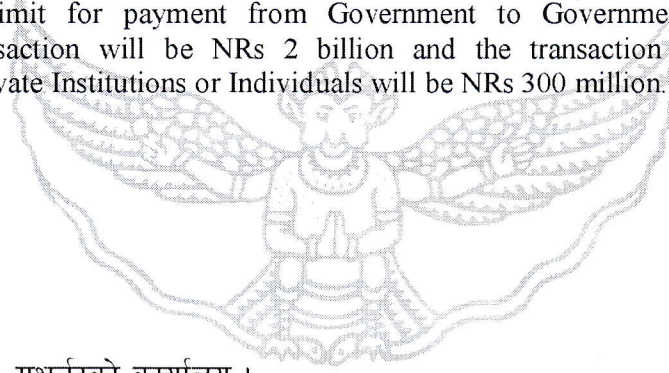 imit for payment from Government to Governme
saction will be NRs 2 billion and the transaction
vate Institutions or Individuals will be NRs 300 million.